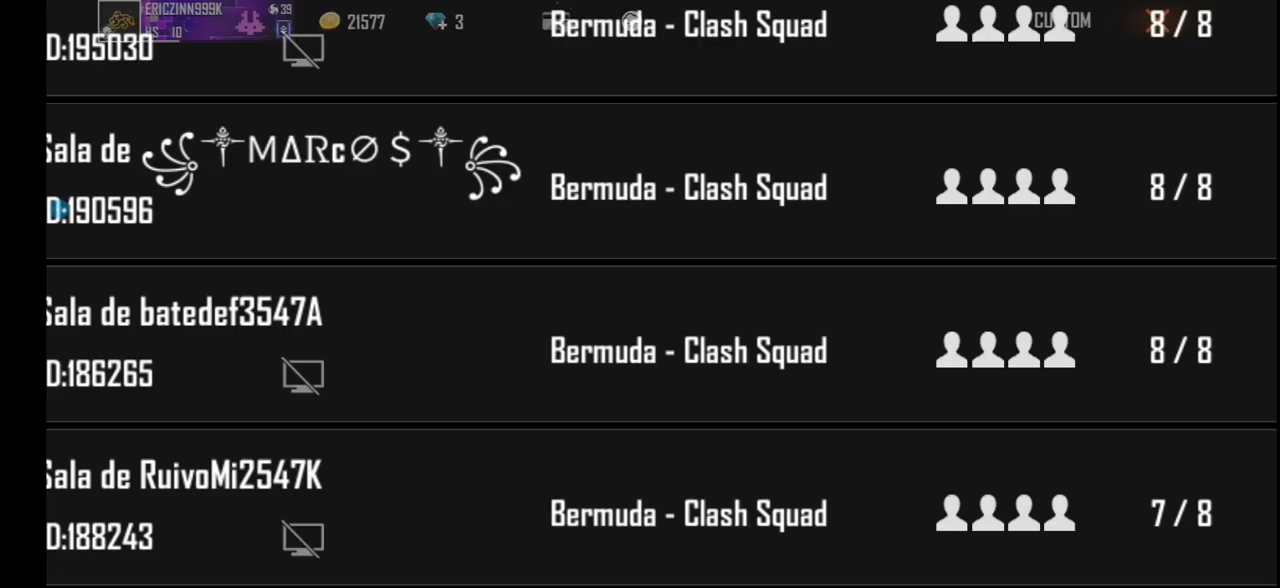 ERICZINN999K
39
HS 10
21577
3
CUSTOM
Bermuda - Clash Squad
8 / 8
D:195030
Sala de ꧁༒MΔRcØ$༒꧂
Bermuda - Clash Squad
8 / 8
D:190596
Sala de batedef3547A
Bermuda - Clash Squad
8 / 8
D:186265
Sala de RuivoMi2547K
Bermuda - Clash Squad
7 / 8
D:188243